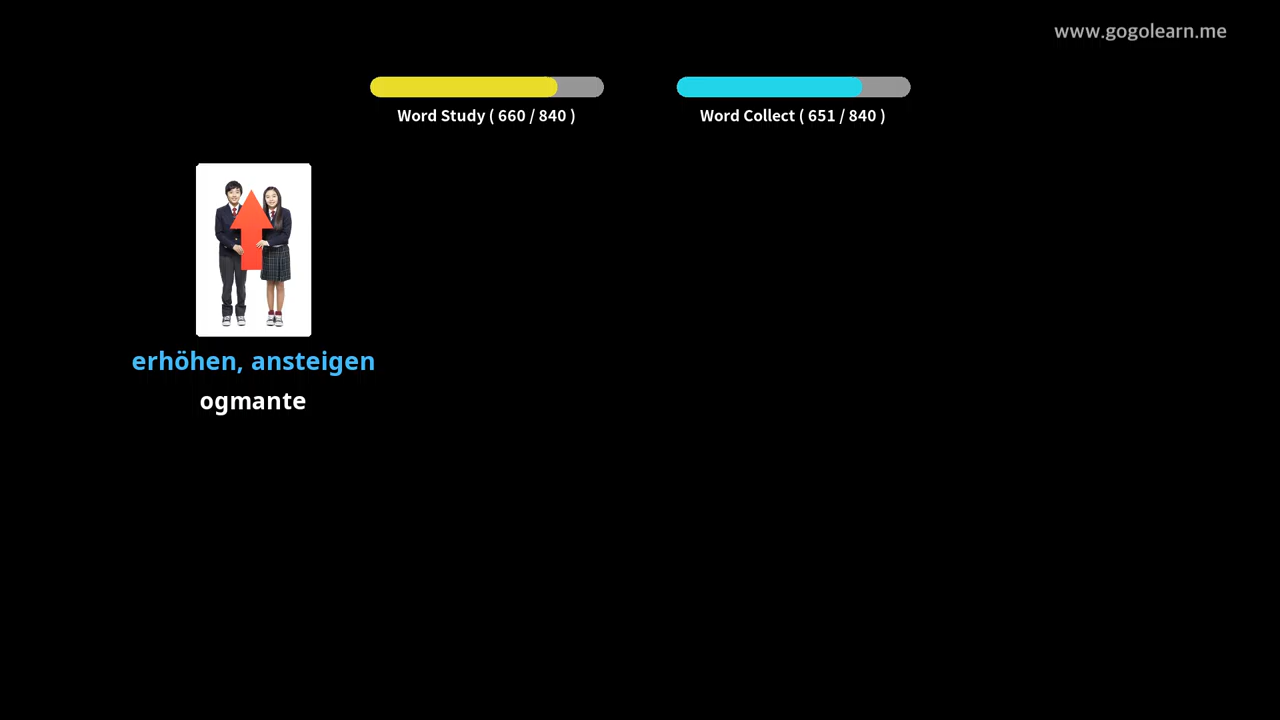 www.gogolearn.me
Word Study ( 660 / 840 )
Word Collect ( 651 / 840 )
erhöhen, ansteigen
ogmante